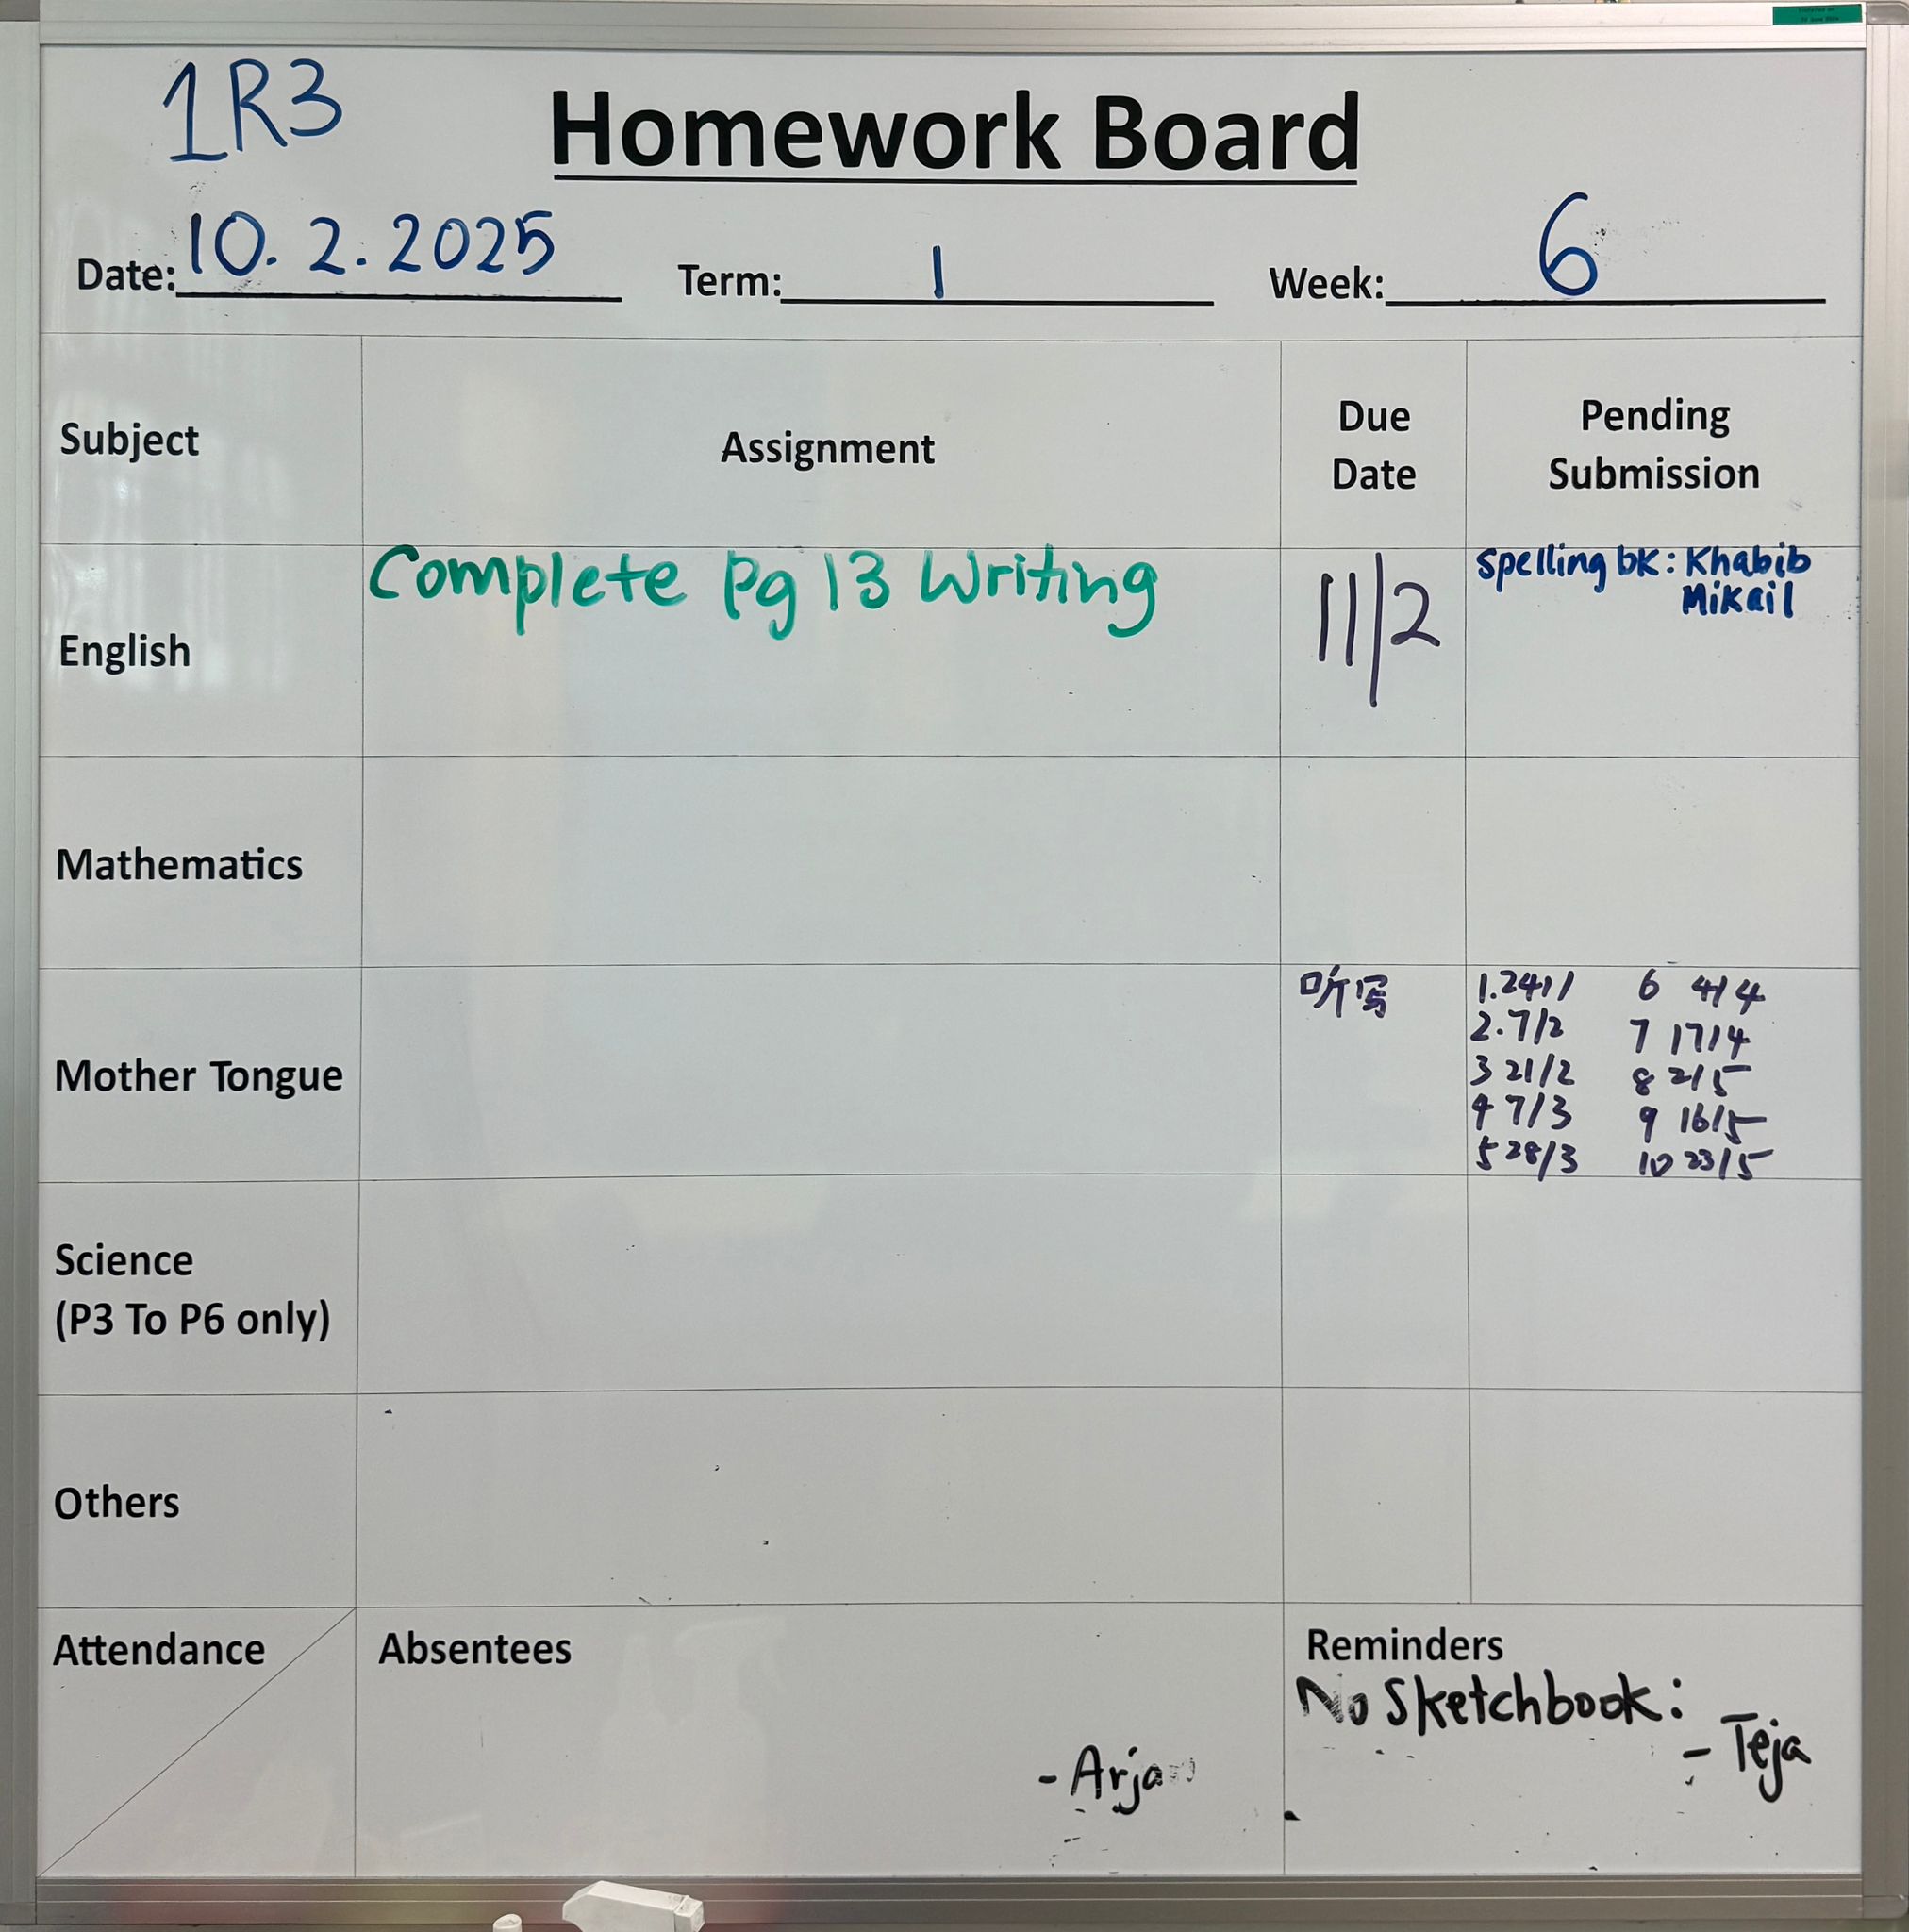 1R3
Homework Board
Date: 10. 2. 2025 Term: 1 Week: 6
Subject Assignment Due Date Pending Submission
English Complete Pg 13 Writing 11/2 Spelling bk: Khabib
Mikail
Mathematics
Mother Tongue 听写
1. 24/1 6 4/4
2. 7/2 7 17/4
3 21/2 8 2/5
4 7/3 9 16/5
5 28/3 10 23/5
Science
(P3 To P6 only)
Others
Attendance Absentees Reminders
No Sketchbook:
- Teja
- Arja